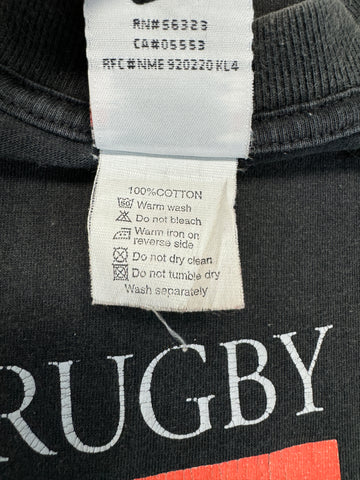 RN#56323
CA#05553
RFC#NME 920220 KL4
100%COTTON
60 Warm wash
Do not bleach
Warm iron on
reverse side
Do not dry clean
Do not tumble dry
Wash separately
RUGBY